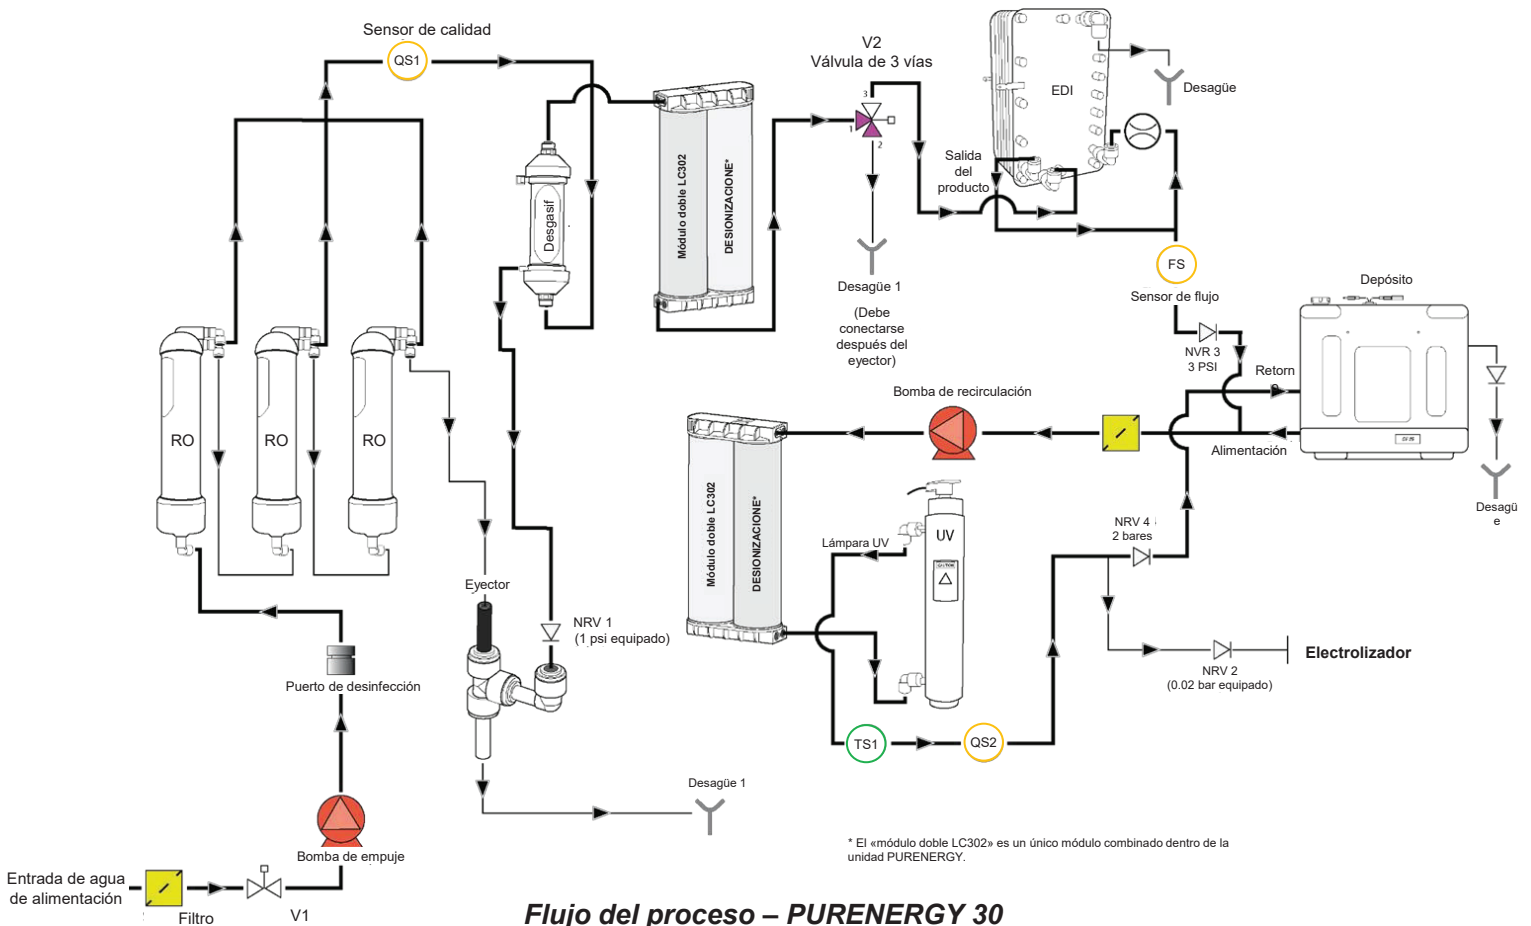 Sensor de calidad
QS1
V2
Válvula de 3 vías
3
1
2
EDI
Desagüe
Salida
del
producto
Desgasif
Módulo doble LC302
DESIONIZACIONE*
Desagüe 1
(Debe
conectarse
después del
eyector)
FS
Sensor de flujo
NVR 3
3 PSI
Depósito
Retorn
Alimentación
Desagü
e
Bomba de recirculación
RO
RO
RO
Módulo doble LC302
DESIONIZACIONE*
Lámpara UV
UV
NRV 4
2 bares
Eyector
NRV 1
(1 psi equipado)
NRV 2
(0.02 bar equipado)
Electrolizador
Puerto de desinfección
TS1
QS2
Desagüe 1
Bomba de empuje
* El «módulo doble LC302» es un único módulo combinado dentro de la
unidad PURENERGY.
Entrada de agua
de alimentación
Filtro
V1
Flujo del proceso – PURENERGY 30